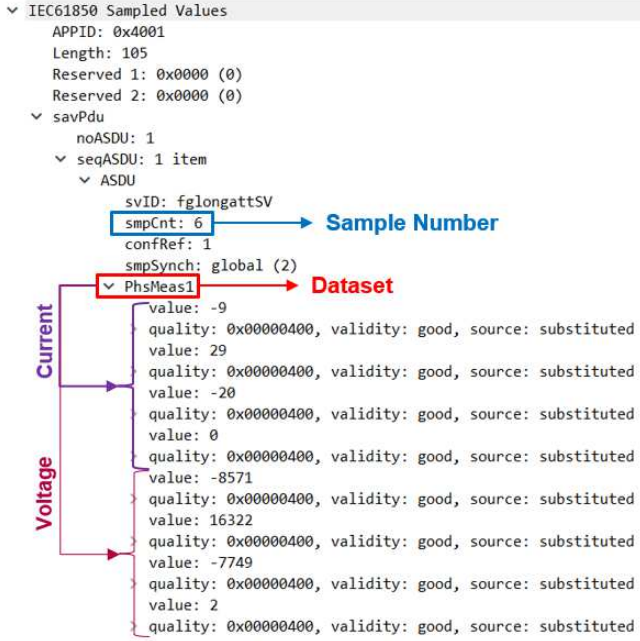 IEC61850 Sampled Values
APPID: 0x4001
Length: 105
Reserved 1: 0x0000 (0)
Reserved 2: 0x0000 (0)
savPdu
noASDU: 1
seqASDU: 1 item
ASDU
svID: fglongattSV
smpCnt: 6 Sample Number
confRef: 1
smpSynch: global (2)
PhsMeas1 Dataset
Current
value: -9
quality: 0x00000400, validity: good, source: substituted
value: 29
quality: 0x00000400, validity: good, source: substituted
value: -20
quality: 0x00000400, validity: good, source: substituted
value: 0
quality: 0x00000400, validity: good, source: substituted
Voltage
value: -8571
quality: 0x00000400, validity: good, source: substituted
value: 16322
quality: 0x00000400, validity: good, source: substituted
value: -7749
quality: 0x00000400, validity: good, source: substituted
value: 2
quality: 0x00000400, validity: good, source: substituted